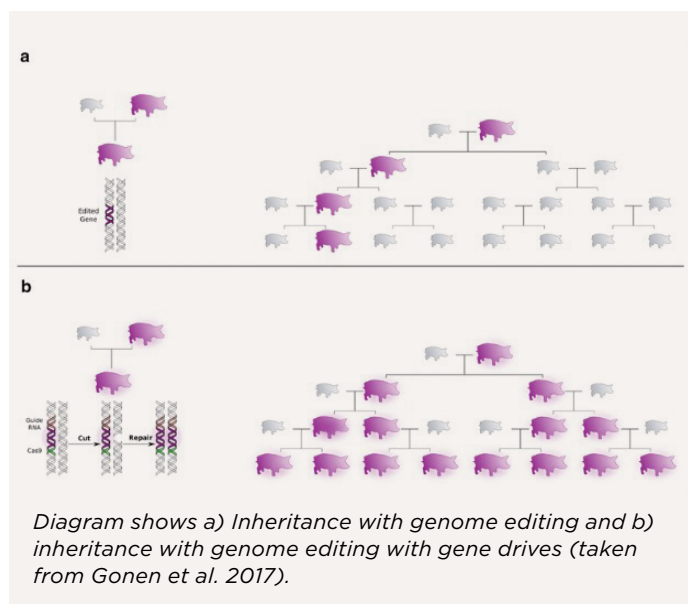 a
Edited
Gene
b
Guide
RNA
Cas9
Cut
Repair
Diagram shows a) Inheritance with genome editing and b)
inheritance with genome editing with gene drives (taken
from Gonen et al. 2017).